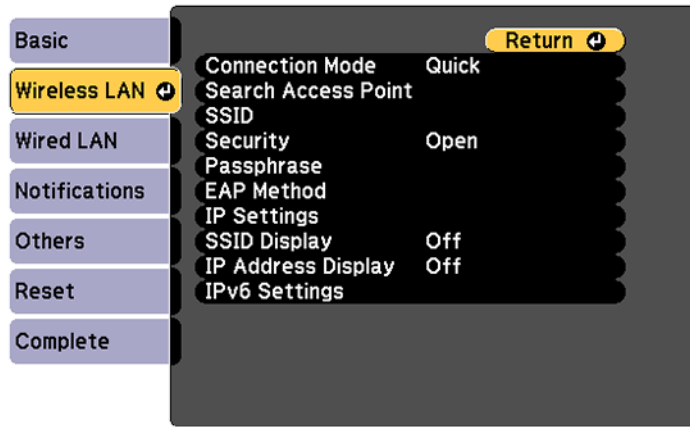 Basic
Wireless LAN
Wired LAN
Notifications
Others
Reset
Complete
Return
Connection Mode Quick
Search Access Point
SSID
Security Open
Passphrase
EAP Method
IP Settings
SSID Display Off
IP Address Display Off
IPv6 Settings